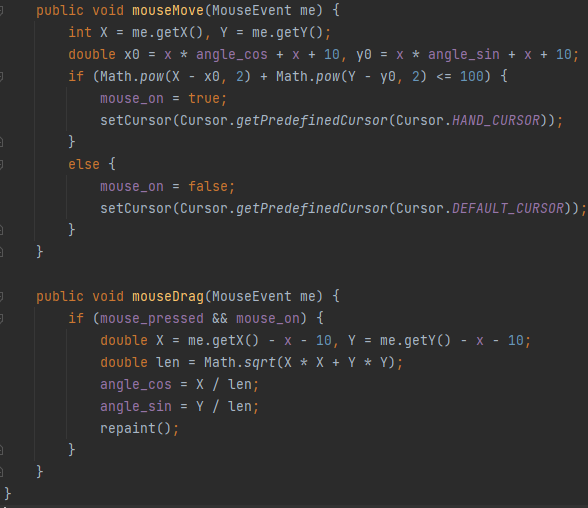 public void mouseMove(MouseEvent me) {
int X = me.getX(), Y = me.getY();
double x0 = x * angle_cos + x + 10, y0 = x * angle_sin + x + 10;
if (Math.pow(X - x0, 2) + Math.pow(Y - y0, 2) <= 100) {
mouse_on = true;
setCursor(Cursor.getPredefinedCursor(Cursor.HAND_CURSOR));
}
else {
mouse_on = false;
setCursor(Cursor.getPredefinedCursor(Cursor.DEFAULT_CURSOR));
}
}
public void mouseDrag(MouseEvent me) {
if (mouse_pressed && mouse_on) {
double X = me.getX() - x - 10, Y = me.getY() - x - 10;
double len = Math.sqrt(X * X + Y * Y);
angle_cos = X / len;
angle_sin = Y / len;
repaint();
}
}
}